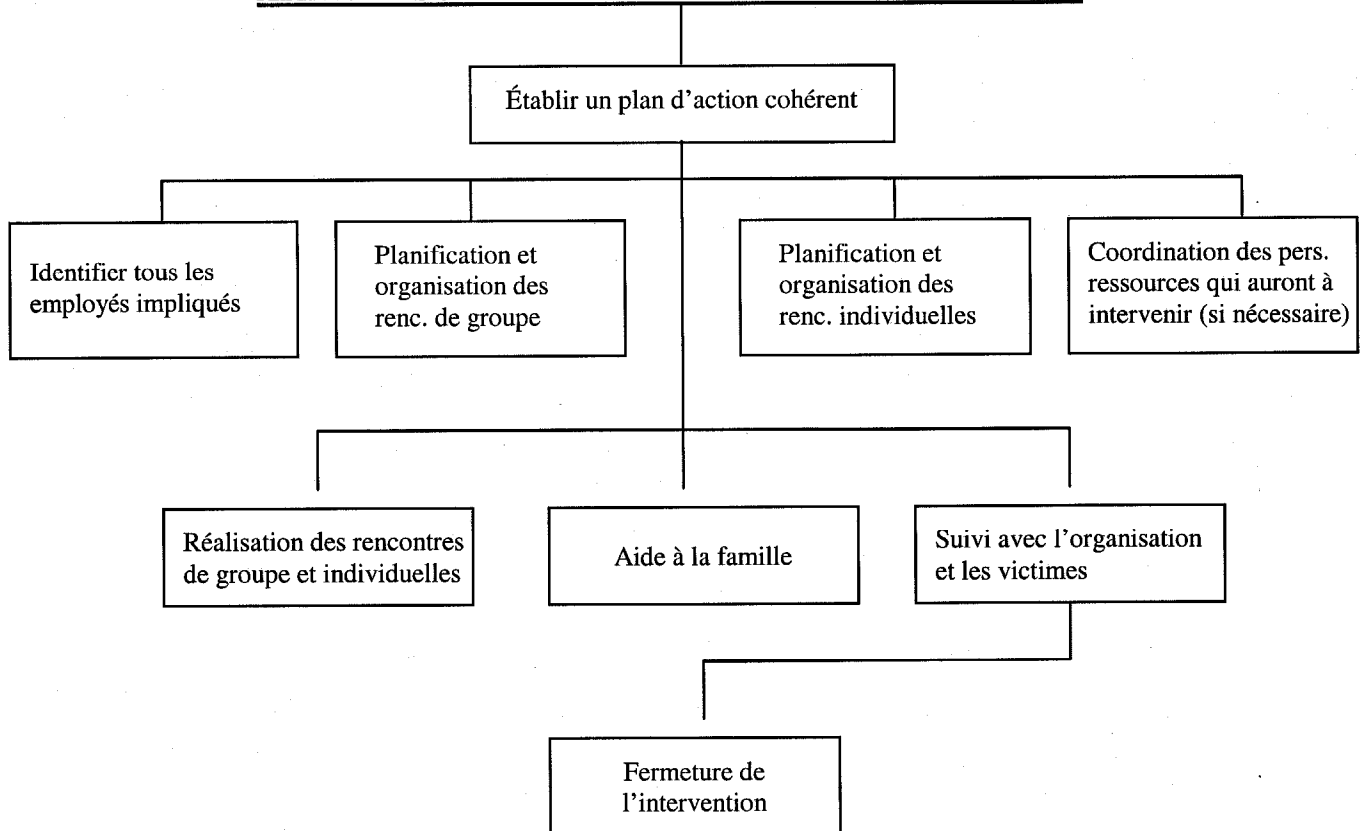 Établir un plan d'action cohérent
Identifier tous les
employés impliqués
Planification et
organisation des
renc. de groupe
Planification et
organisation des
renc. individuelles
Coordination des pers.
ressources qui auront à
intervenir (si nécessaire)
Réalisation des rencontres
de groupe et individuelles
Aide à la famille
Suivi avec l'organisation
et les victimes
Fermeture de
l'intervention